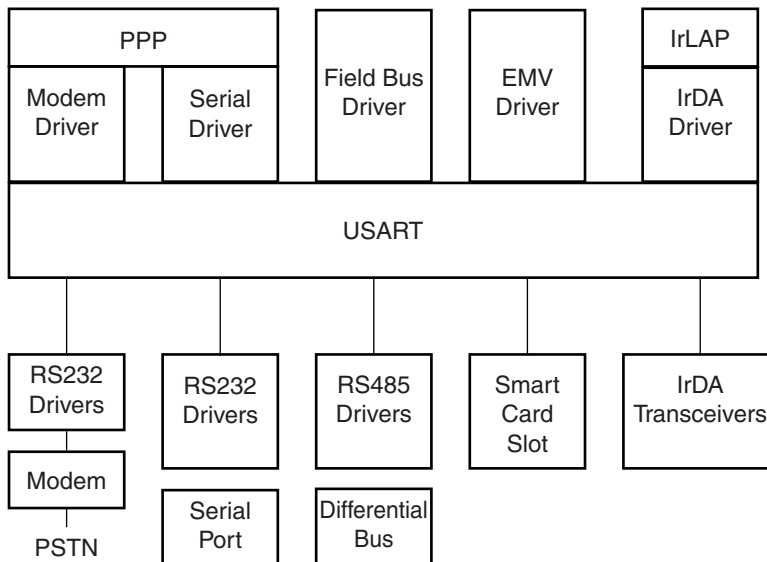 PPP
IrLAP
Modem
Driver
Serial
Driver
Field Bus
Driver
EMV
Driver
IrDA
Driver
USART
RS232
Drivers
RS232
Drivers
RS485
Drivers
Smart
Card
Slot
IrDA
Transceivers
Modem
Serial
Port
Differential
Bus
PSTN